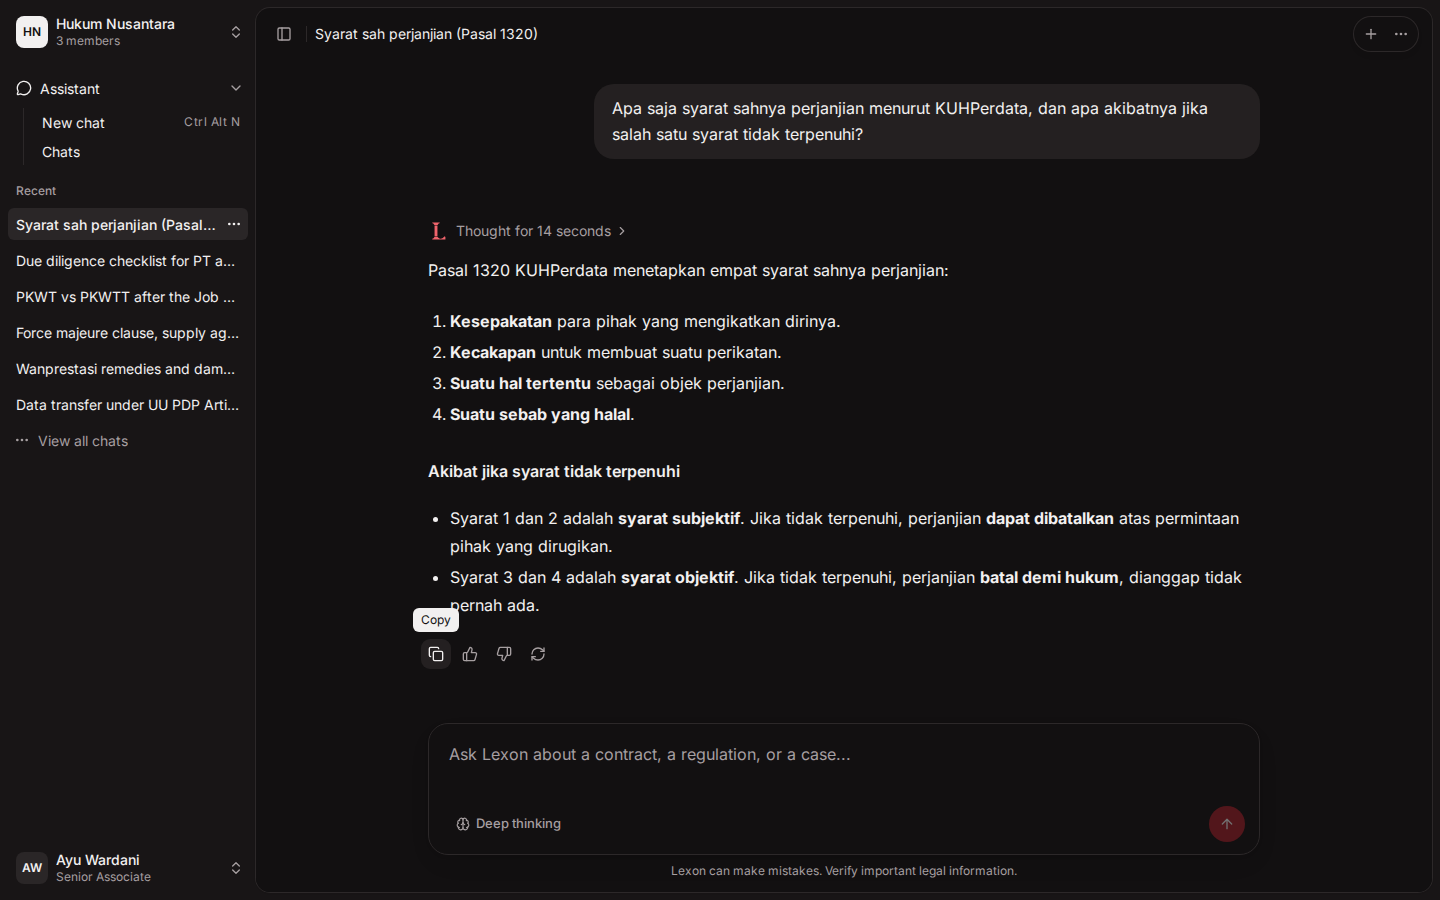 HN
Hukum Nusantara
3 members
Assistant
New chat
Ctrl Alt N
Chats
Recent
Syarat sah perjanjian (Pasal...
Due diligence checklist for PT a...
PKWT vs PKWTT after the Job ...
Force majeure clause, supply ag...
Wanprestasi remedies and dam...
Data transfer under UU PDP Arti...
View all chats
AW
Ayu Wardani
Senior Associate
Syarat sah perjanjian (Pasal 1320)
Apa saja syarat sahnya perjanjian menurut KUHPerdata, dan apa akibatnya jika
salah satu syarat tidak terpenuhi?
L
Thought for 14 seconds
Pasal 1320 KUHPerdata menetapkan empat syarat sahnya perjanjian:
1. Kesepakatan para pihak yang mengikatkan dirinya.
2. Kecakapan untuk membuat suatu perikatan.
3. Suatu hal tertentu sebagai objek perjanjian.
4. Suatu sebab yang halal.
Akibat jika syarat tidak terpenuhi
• Syarat 1 dan 2 adalah syarat subjektif. Jika tidak terpenuhi, perjanjian dapat dibatalkan atas permintaan
pihak yang dirugikan.
• Syarat 3 dan 4 adalah syarat objektif. Jika tidak terpenuhi, perjanjian batal demi hukum, dianggap tidak
pernah ada.
Copy
Ask Lexon about a contract, a regulation, or a case...
Deep thinking
Lexon can make mistakes. Verify important legal information.